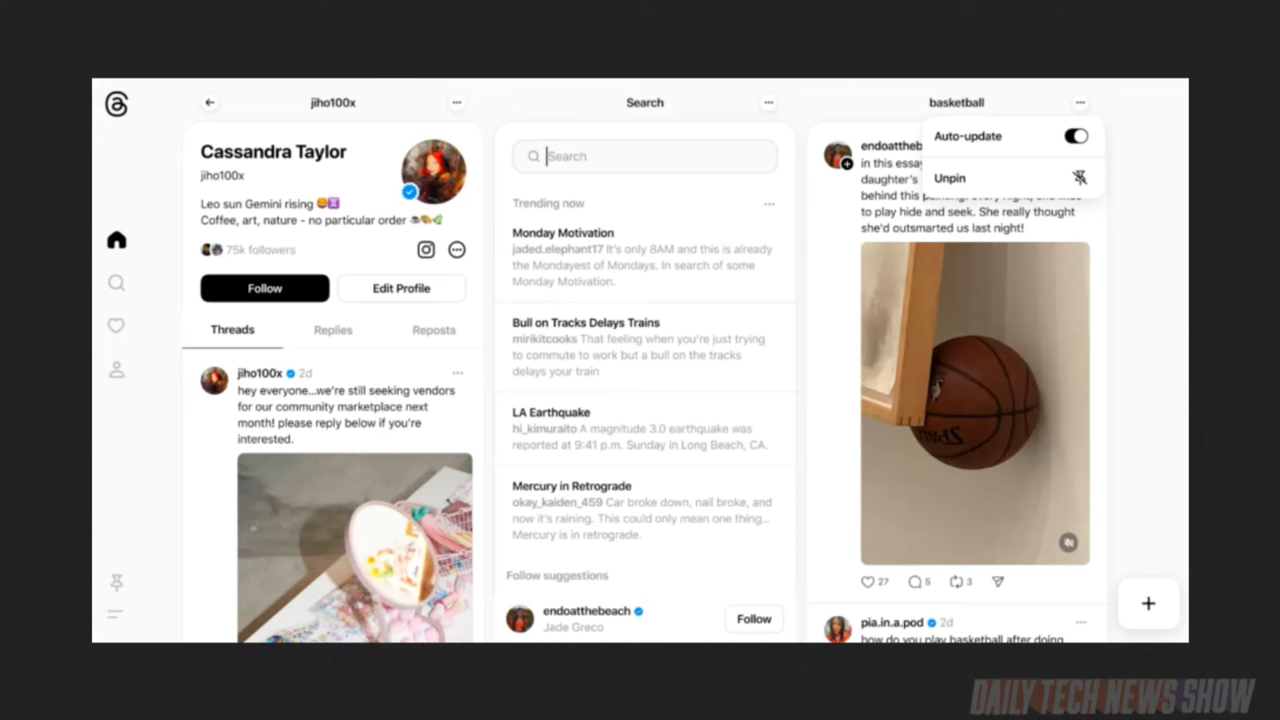 jiho100x
Cassandra Taylor
jiho100x
Leo sun Gemini rising 
Coffee, art, nature - no particular order
75k followers
Follow
Edit Profile
Threads
Replies
Reposts
jiho100x 2d
hey everyone...we're still seeking vendors
for our community marketplace next
month! please reply below if you're
interested.
Search
Search
Trending now
Monday Motivation
jaded.elephant17 It's only 8AM and this is already
the Mondayest of Mondays. In search of some
Monday Motivation.
Bull on Tracks Delays Trains
mirikitcooks That feeling when you're just trying
to commute to work but a bull on the tracks
delays your train
LA Earthquake
hi_kimuraito A magnitude 3.0 earthquake was
reported at 9:41 p.m. Sunday in Long Beach, CA.
Mercury in Retrograde
okay_kaiden_459 Car broke down, nail broke, and
now it's raining. This could only mean one thing...
Mercury is in retrograde.
Follow suggestions
endoatthebeach
Jade Greco
Follow
basketball
Auto-update
Unpin
endoattheb
in this essay
daughter's
behind this
to play hide and seek. She really thought
she'd outsmarted us last night!
SPALD
27
5
3
pia.in.a.pod 2d
how do you play basketball after doing
DAILY TECH NEWS SHOW